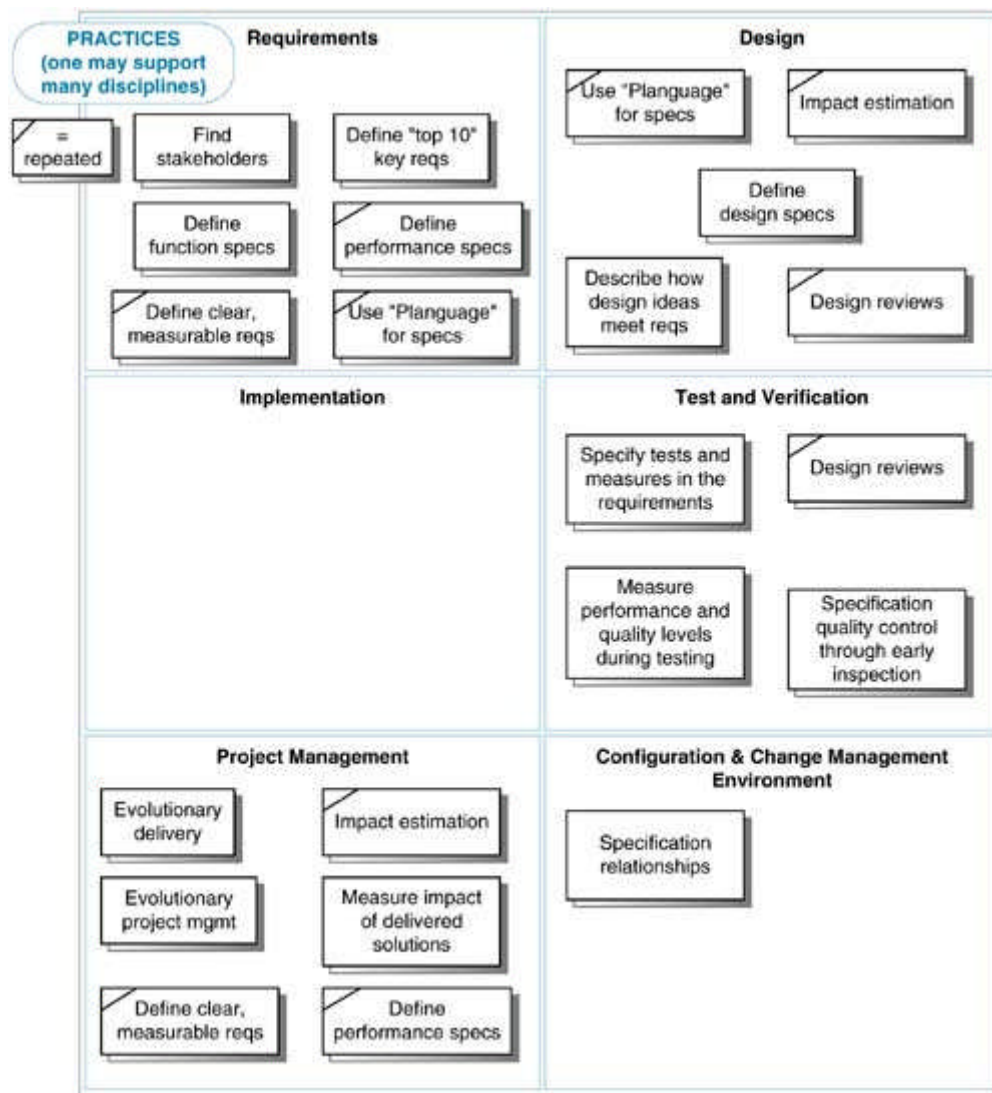 PRACTICES
(one may support
many disciplines)
=
repeated
Requirements
Find
stakeholders
Define "top 10"
key reqs
Define
function specs
Define
performance specs
Define clear,
measurable reqs
Use "Planguage"
for specs
Design
Use "Planguage"
for specs
Impact estimation
Define
design specs
Describe how
design ideas
meet reqs
Design reviews
Implementation
Test and Verification
Specify tests and
measures in the
requirements
Design reviews
Measure
performance and
quality levels
during testing
Specification
quality control
through early
inspection
Project Management
Evolutionary
delivery
Impact estimation
Evolutionary
project mgmt
Measure impact
of delivered
solutions
Define clear,
measurable reqs
Define
performance specs
Configuration & Change Management
Environment
Specification
relationships